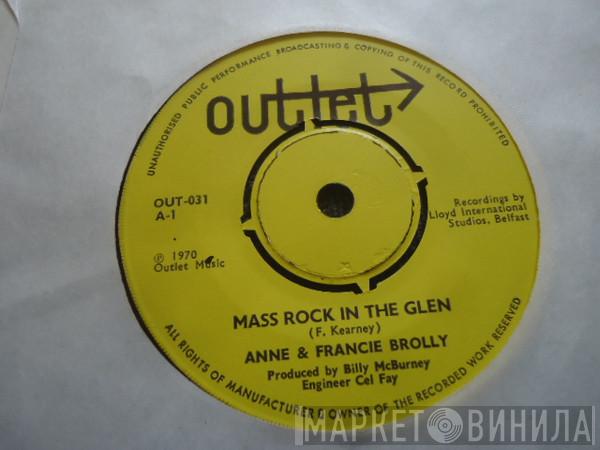 UNAUTHORISED PUBLIC PERFORMANCE BROADCASTING & COPYING OF THIS RECORD PROHIBITED
outlet
OUT-031
A-1
Recordings by
Lloyd International
Studios, Belfast
℗ 1970
Outlet Music
MASS ROCK IN THE GLEN
(F. Kearney)
ANNE & FRANCIE BROLLY
Produced by Billy McBurney
Engineer Cel Fay
ALL RIGHTS OF MANUFACTURER & OWNER OF THE RECORDED WORK RESERVED
МАРКЕТ ВИНИЛА